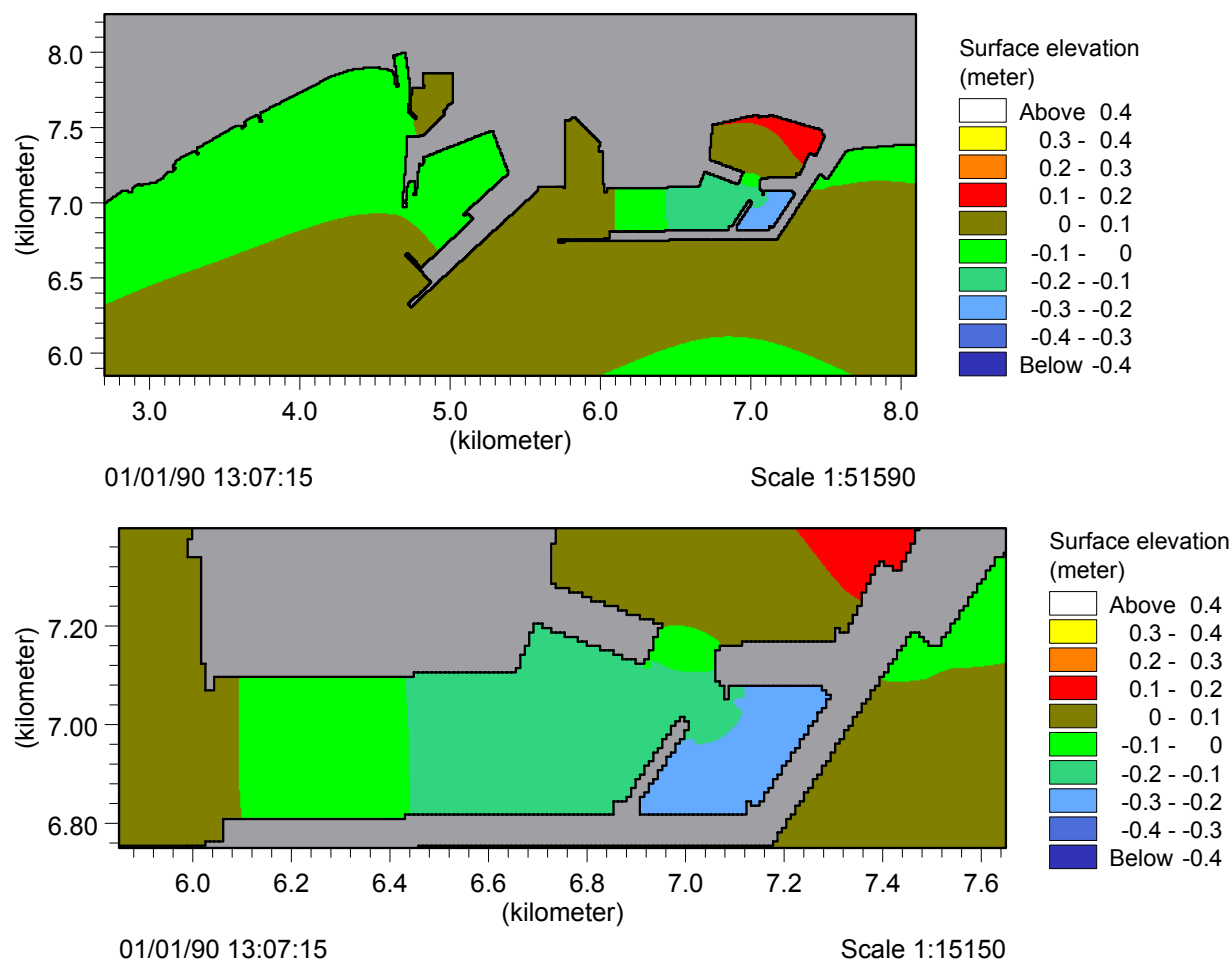 Surface elevation
(meter)
Above 0.4
0.3 - 0.4
0.2 - 0.3
0.1 - 0.2
0 - 0.1
-0.1 - 0
-0.2 - -0.1
-0.3 - -0.2
-0.4 - -0.3
Below -0.4
8.0
7.5
7.0
6.5
6.0
(kilometer)
3.0 4.0 5.0 6.0 7.0 8.0
(kilometer)
01/01/90 13:07:15 Scale 1:51590
Surface elevation
(meter)
Above 0.4
0.3 - 0.4
0.2 - 0.3
0.1 - 0.2
0 - 0.1
-0.1 - 0
-0.2 - -0.1
-0.3 - -0.2
-0.4 - -0.3
Below -0.4
7.20
7.00
6.80
(kilometer)
6.0 6.2 6.4 6.6 6.8 7.0 7.2 7.4 7.6
(kilometer)
01/01/90 13:07:15 Scale 1:15150